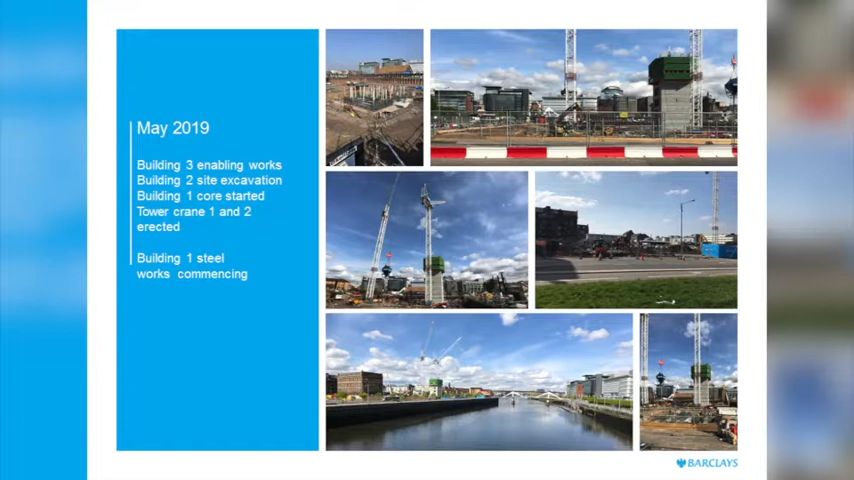 May 2019
Building 3 enabling works
Building 2 site excavation
Building 1 core started
Tower crane 1 and 2
erected
Building 1 steel
works commencing
BARCLAYS